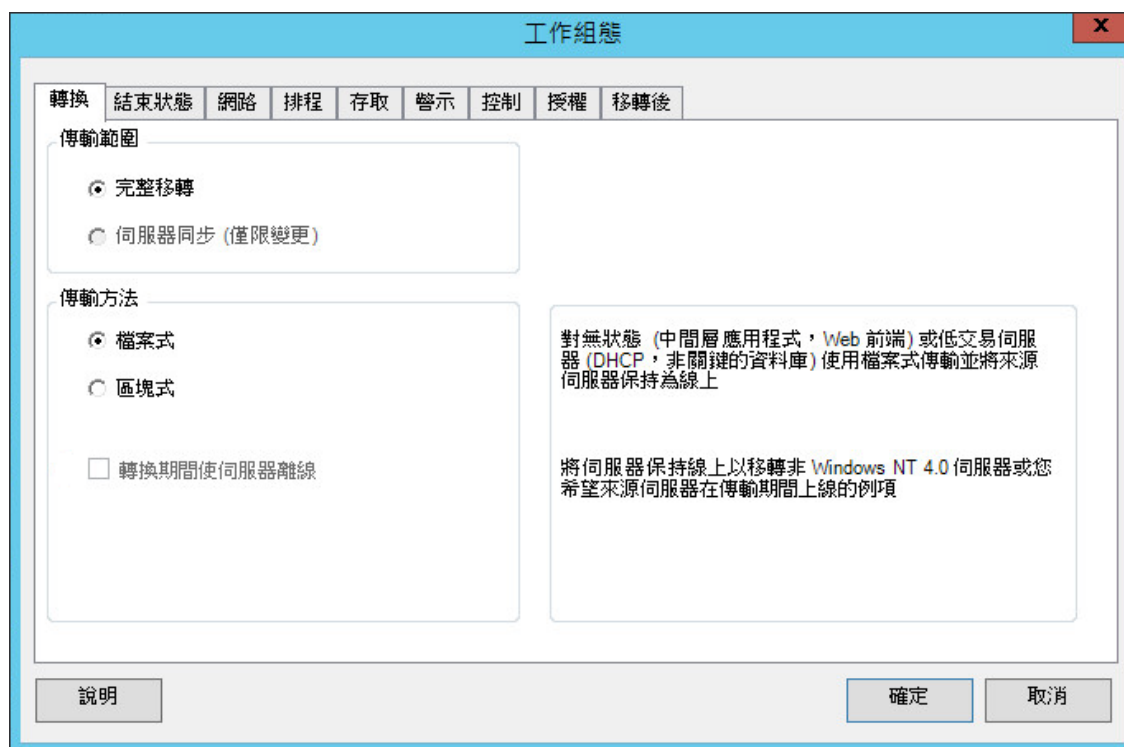 工作組態
x
轉換 結束狀態 網路 排程 存取 警示 控制 授權 移轉後
傳輸範圍
完整移轉
伺服器同步 (僅限變更)
傳輸方法
檔案式
區塊式
轉換期間使伺服器離線
對無狀態 (中間層應用程式，Web 前端) 或低交易伺服
器 (DHCP，非關鍵的資料庫) 使用檔案式傳輸並將來源
伺服器保持為線上
將伺服器保持線上以移轉非 Windows NT 4.0 伺服器或您
希望來源伺服器在傳輸期間上線的例項
說明 確定 取消